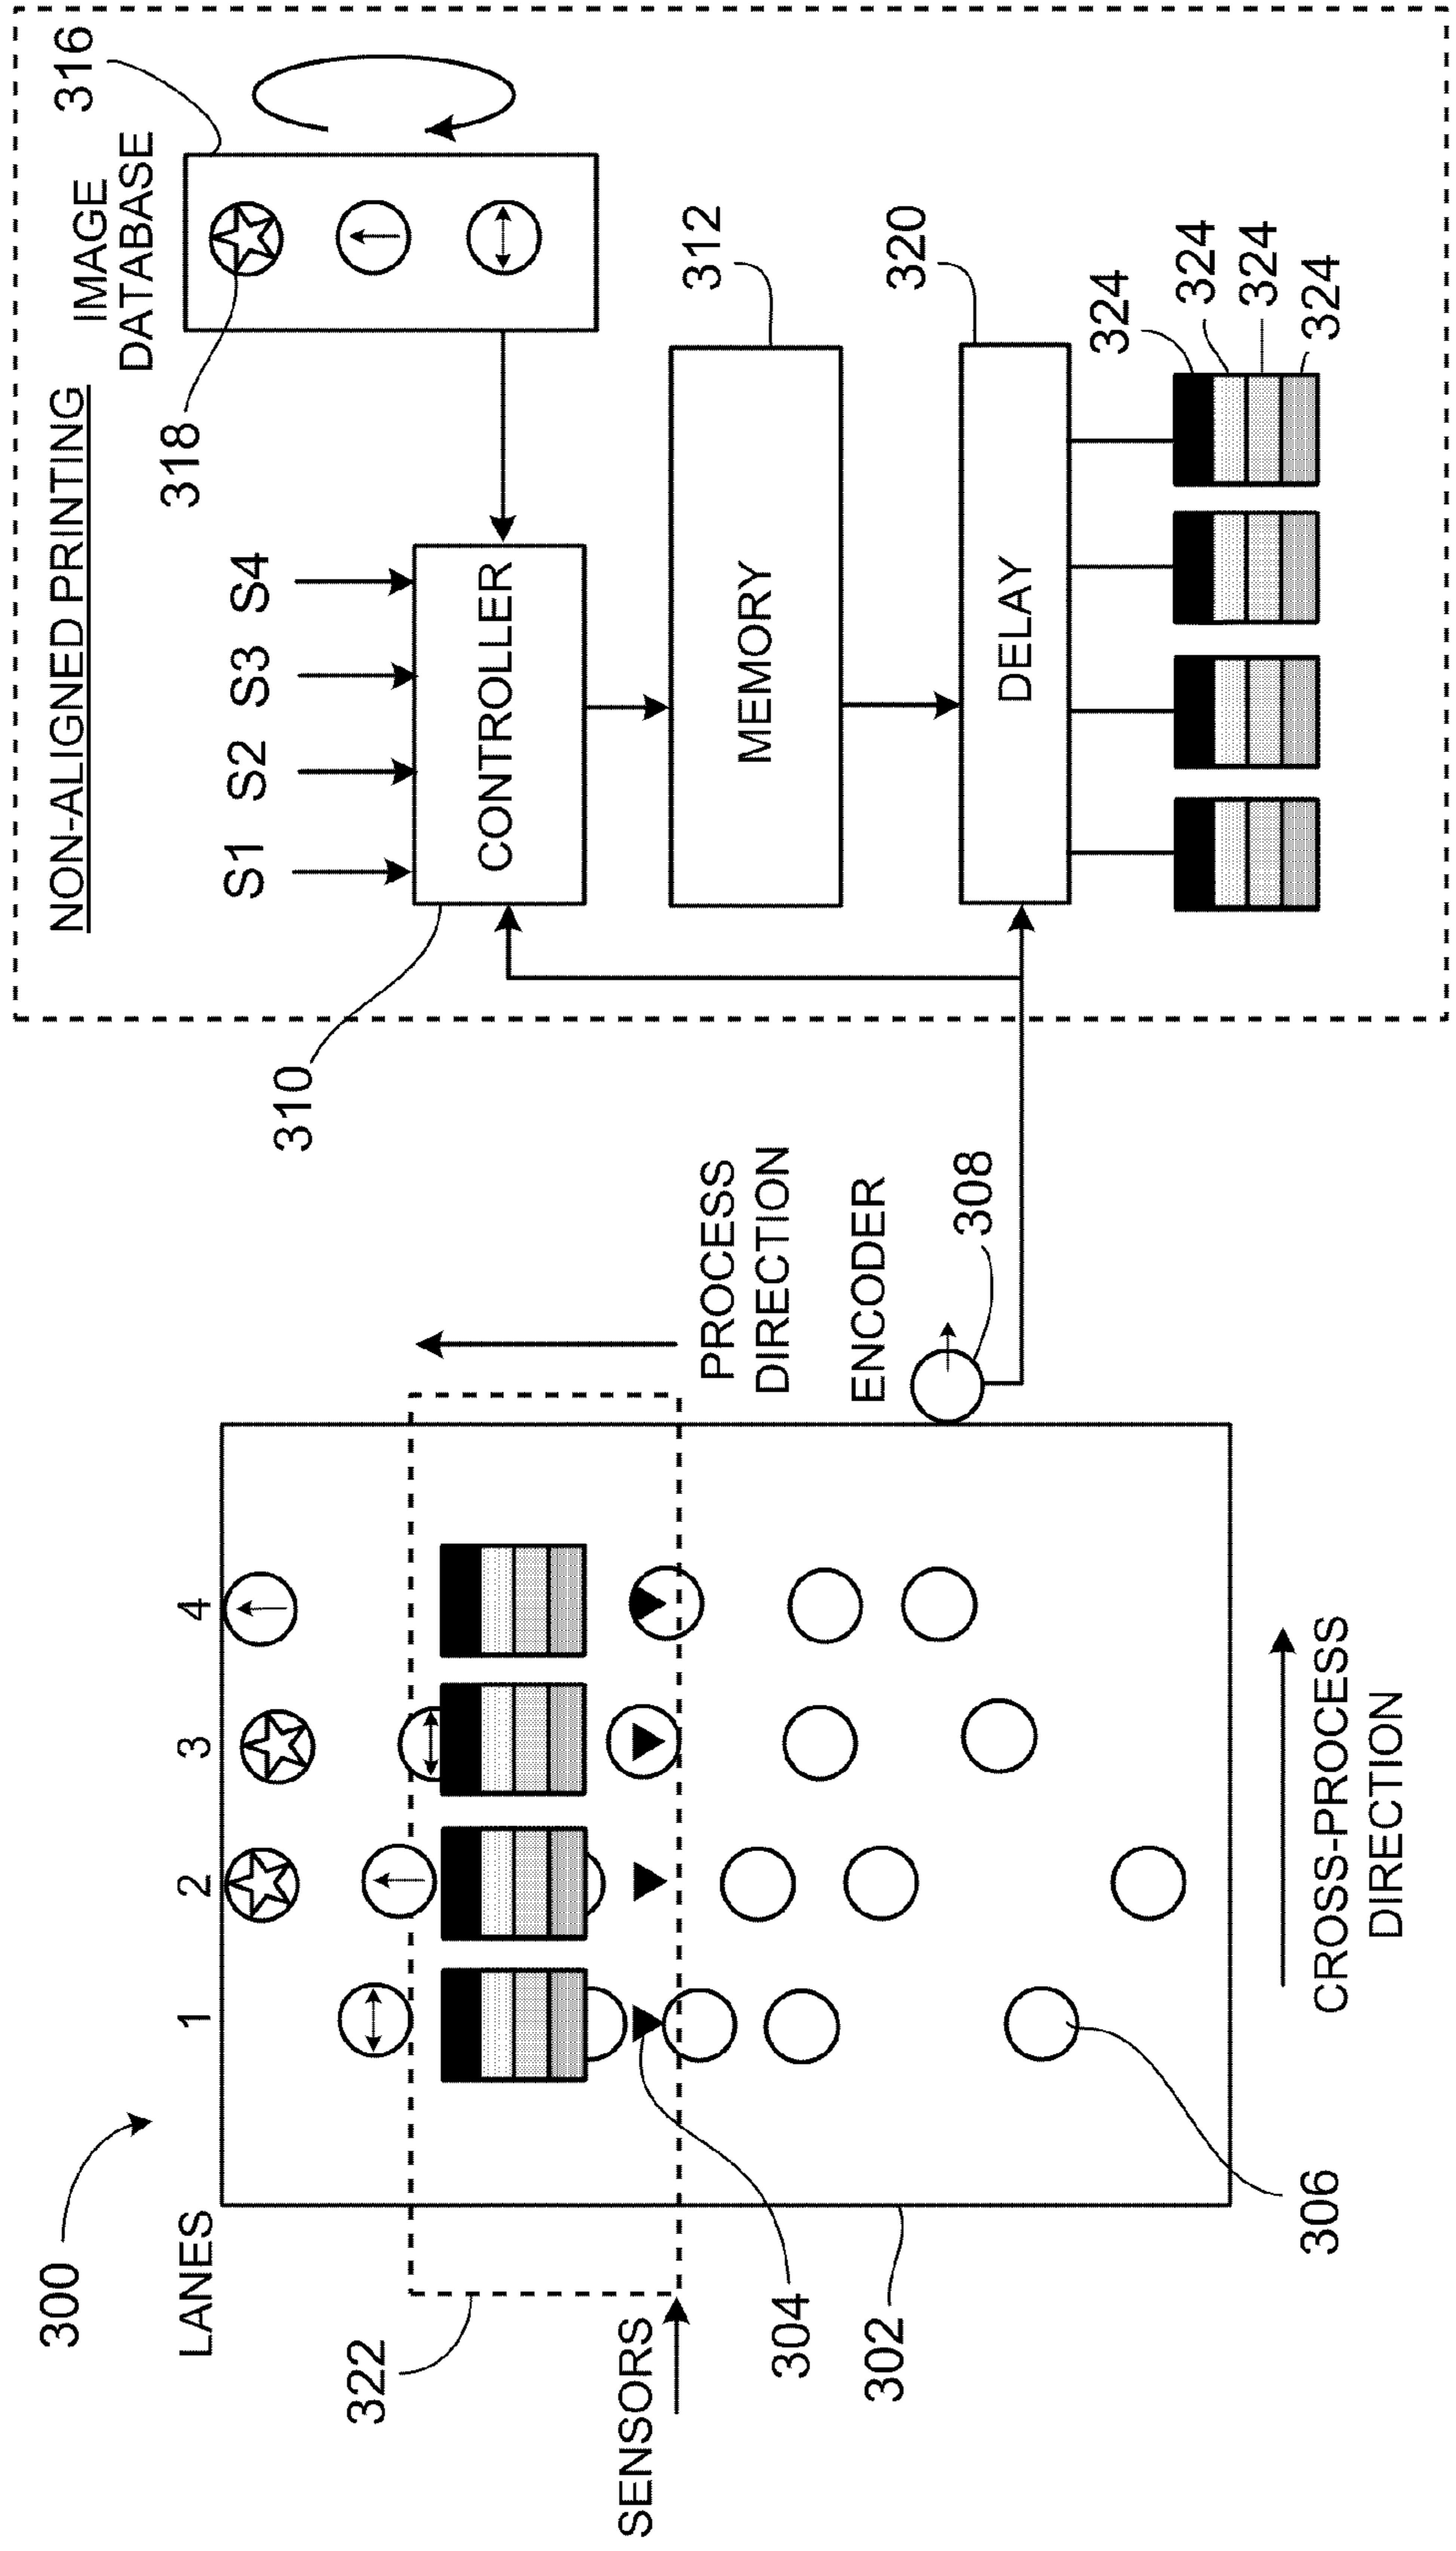 300
LANES
1
2
3
4
322
SENSORS
304
302
306
CROSS-PROCESS
DIRECTION
PROCESS
DIRECTION
ENCODER
308
310
NON-ALIGNED PRINTING
S1
S2
S3
S4
318
IMAGE
DATABASE
316
CONTROLLER
MEMORY
312
DELAY
320
324
324
324
324